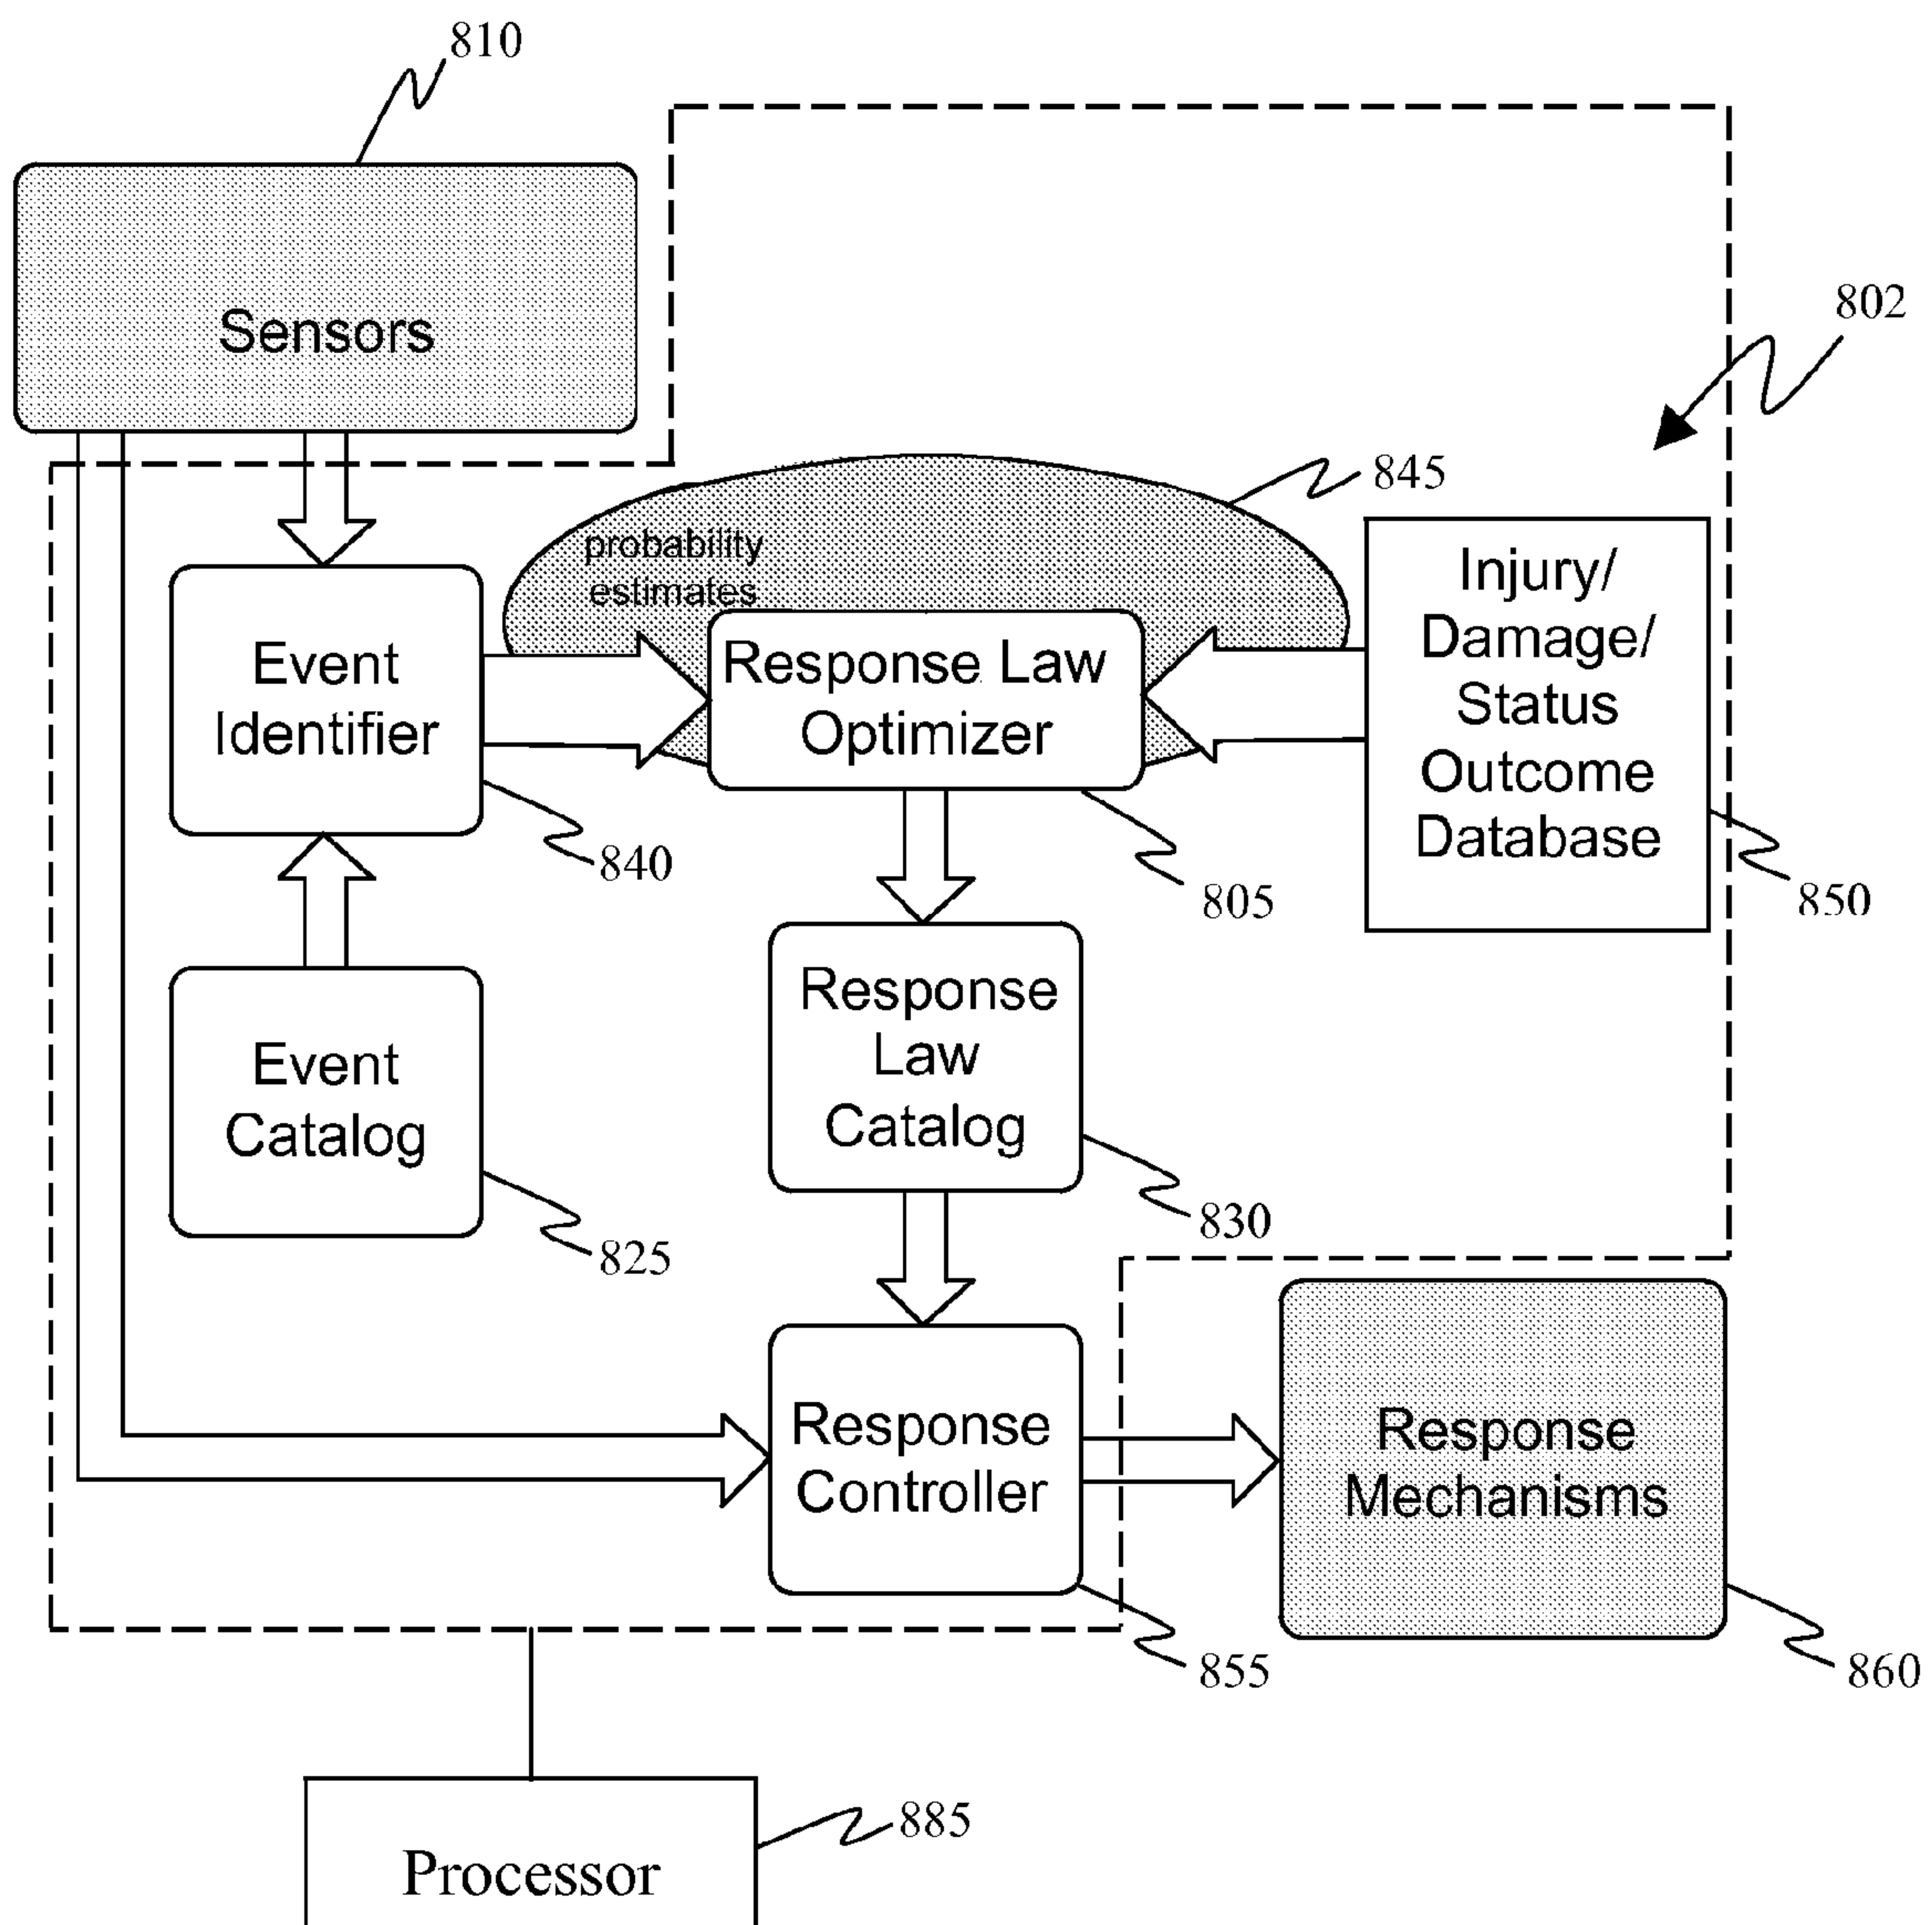 810
Sensors
802
845
probability
estimates
Injury/
Damage/
Status
Outcome
Database
850
Event
Identifier
840
Response Law
Optimizer
805
Event
Catalog
825
Response
Law
Catalog
830
Response
Controller
855
Response
Mechanisms
860
885
Processor